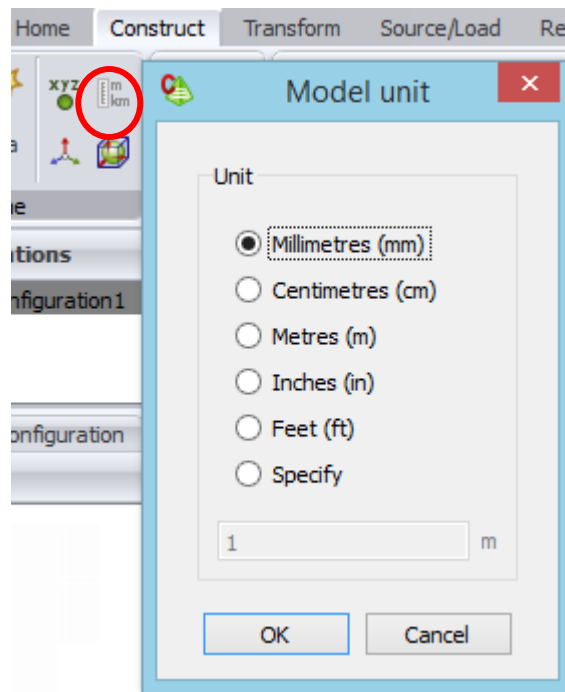 Home Construct Transform Source/Load Re
xyz
m
km
a
Model unit
ne
Unit
ations
Millimetres (mm)
nfiguration1
Centimetres (cm)
Metres (m)
Inches (in)
onfiguration
Feet (ft)
Specify
1 m
OK Cancel